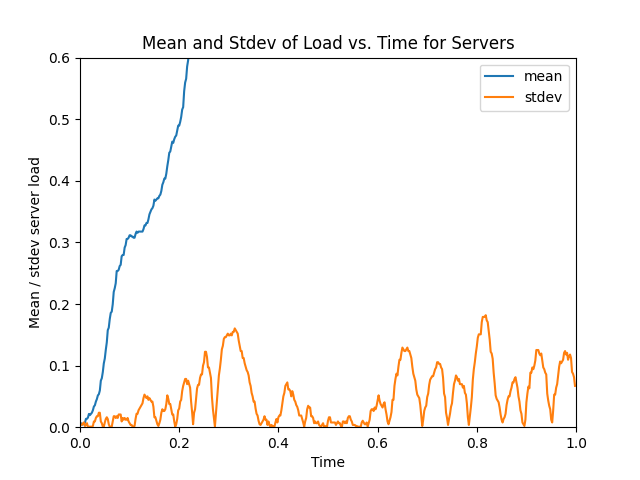 Mean and Stdev of Load vs. Time for Servers
mean
stdev
Mean / stdev server load
0.6
0.5
0.4
0.3
0.2
0.1
0.0
0.0 0.2 0.4 0.6 0.8 1.0
Time